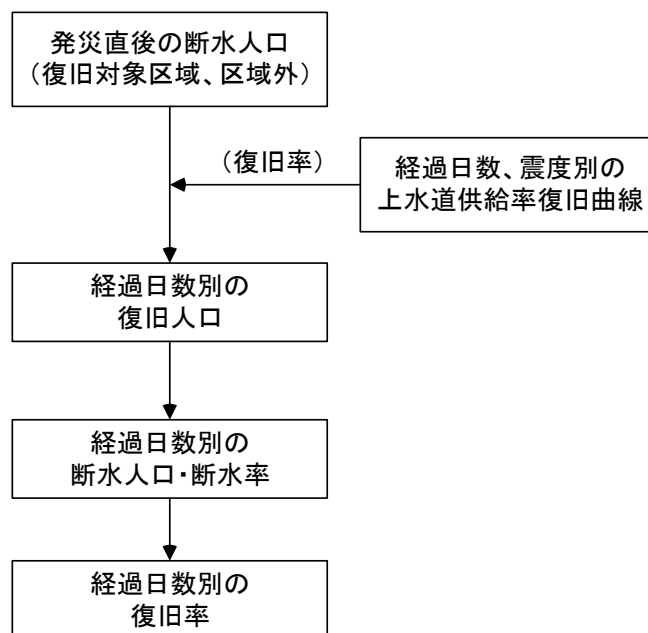 発災直後の断水人口
（復旧対象区域、区域外）
（復旧率）
経過日数、震度別の
上水道供給率復旧曲線
経過日数別の
復旧人口
経過日数別の
断水人口・断水率
経過日数別の
復旧率